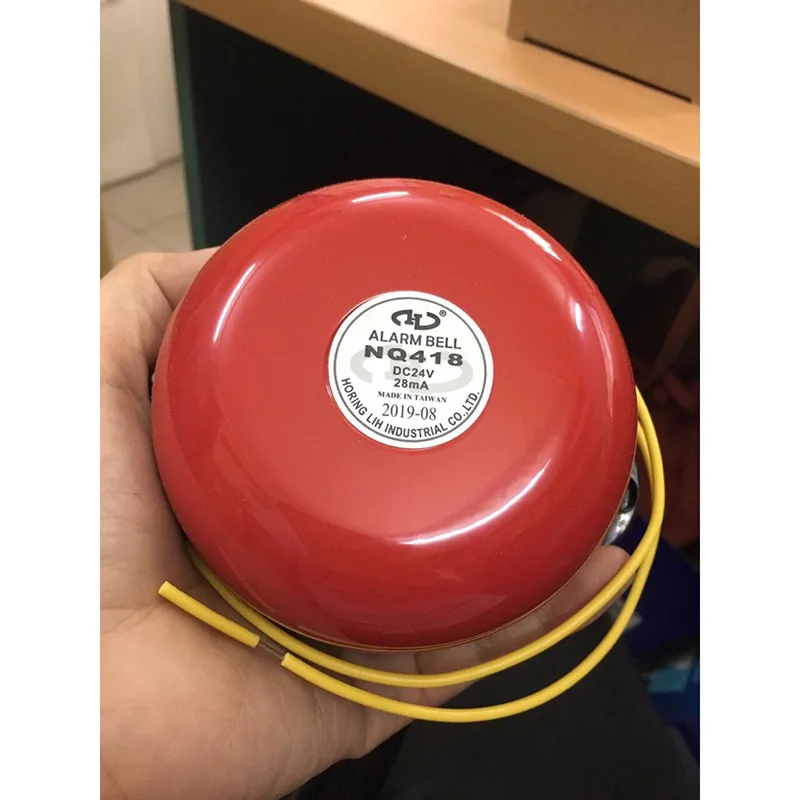 ®
ALARM BELL
NQ418
DC24V
28mA
MADE IN TAIWAN
2019-08
HORING LIH INDUSTRIAL CO.,LTD.